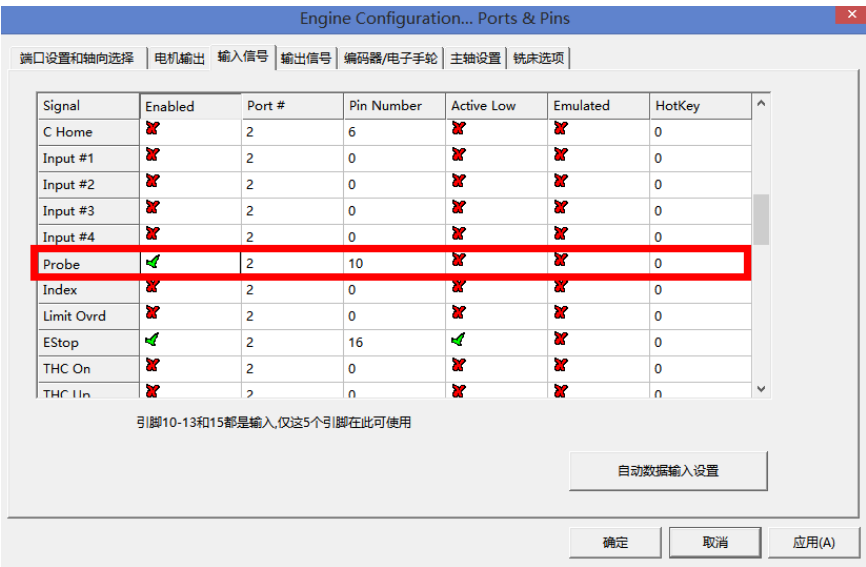 Engine Configuration... Ports & Pins
端口设置和轴向选择 电机输出 输入信号 输出信号 编码器/电子手轮 主轴设置 铣床选项
Signal Enabled Port # Pin Number Active Low Emulated HotKey
C Home 2 6 0
Input #1 2 0 0
Input #2 2 0 0
Input #3 2 0 0
Input #4 2 0 0
Probe 2 10 0
Index 2 0 0
Limit Ovrd 2 0 0
EStop 2 16 0
THC On 2 0 0
THC Up 2 0 0
引脚10-13和15都是输入,仅这5个引脚在此可使用
自动数据输入设置
确定 取消 应用(A)